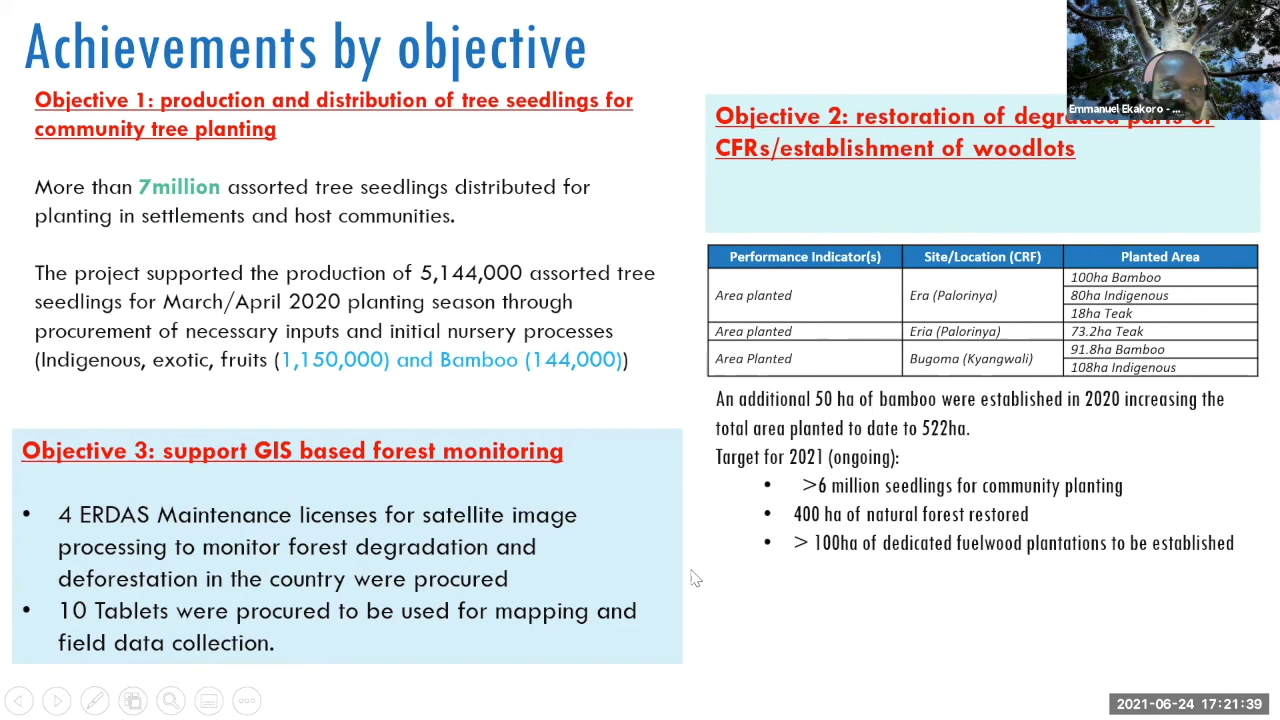 Achievements by objective
Objective 1: production and distribution of tree seedlings for
community tree planting
More than 7million assorted tree seedlings distributed for
planting in settlements and host communities.
The project supported the production of 5,144,000 assorted tree
seedlings for March/April 2020 planting season through
procurement of necessary inputs and initial nursery processes
(Indigenous, exotic, fruits (1,150,000) and Bamboo (144,000))
Objective 3: support GIS based forest monitoring
• 4 ERDAS Maintenance licenses for satellite image
processing to monitor forest degradation and
deforestation in the country were procured
• 10 Tablets were procured to be used for mapping and
field data collection.
Emmanuel Ekakoro - ...
Objective 2: restoration of degraded parts of
CFRs/establishment of woodlots
Performance Indicator(s) Site/Location (CRF) Planted Area
Area planted Era (Palorinya) 100ha Bamboo
80ha Indigenous
18ha Teak
Area planted Eria (Palorinya) 73.2ha Teak
Area Planted Bugoma (Kyangwali) 91.8ha Bamboo
108ha Indigenous
An additional 50 ha of bamboo were established in 2020 increasing the
total area planted to date to 522ha.
Target for 2021 (ongoing):
• >6 million seedlings for community planting
• 400 ha of natural forest restored
• > 100ha of dedicated fuelwood plantations to be established
2021-06-24 17:21:39